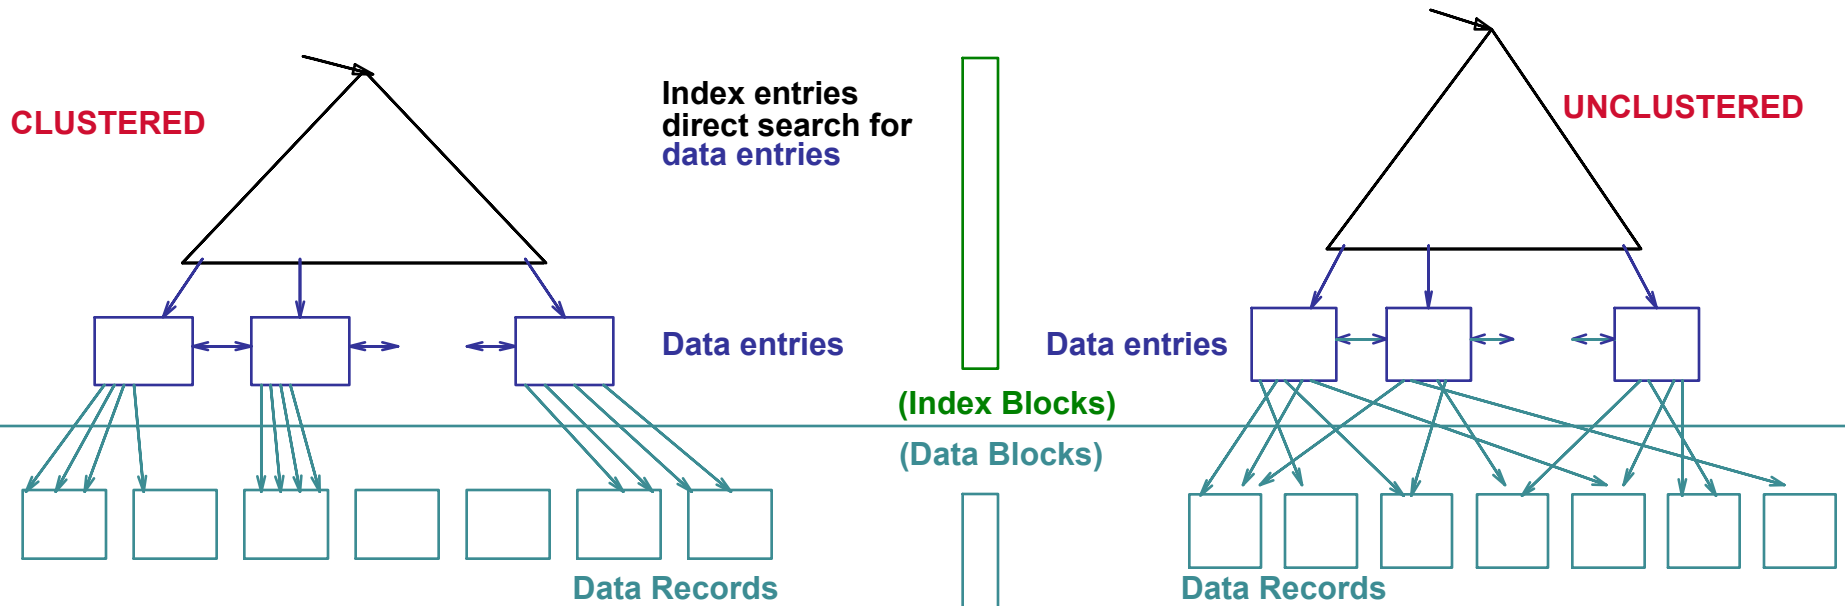 CLUSTERED
Index entries
direct search for
data entries
UNCLUSTERED
Data entries
Data entries
(Index Blocks)
(Data Blocks)
Data Records
Data Records